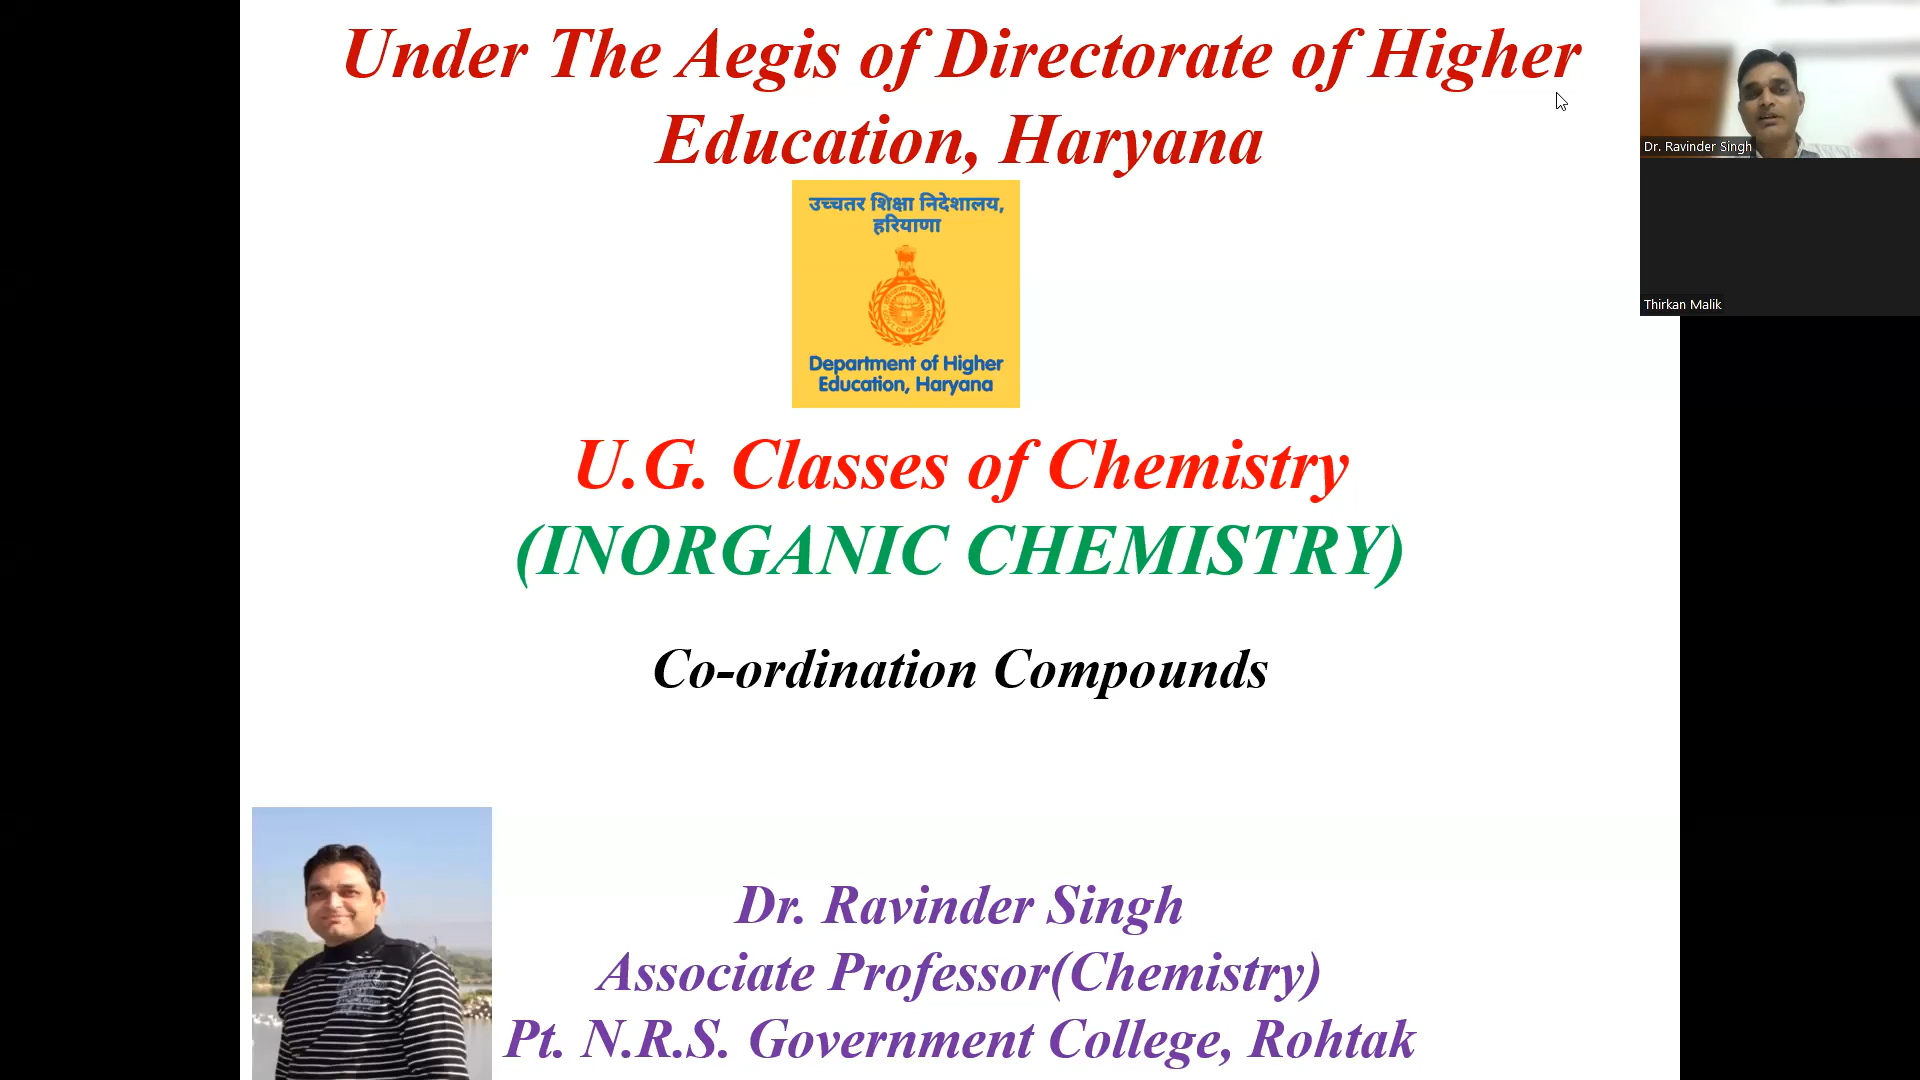 Under The Aegis of Directorate of Higher
Education, Haryana
उच्चतर शिक्षा निदेशालय,
हरियाणा
Department of Higher
Education, Haryana
U.G. Classes of Chemistry
(INORGANIC CHEMISTRY)
Co-ordination Compounds
Dr. Ravinder Singh
Associate Professor(Chemistry)
Pt. N.R.S. Government College, Rohtak
Dr. Ravinder Singh
Thirkan Malik